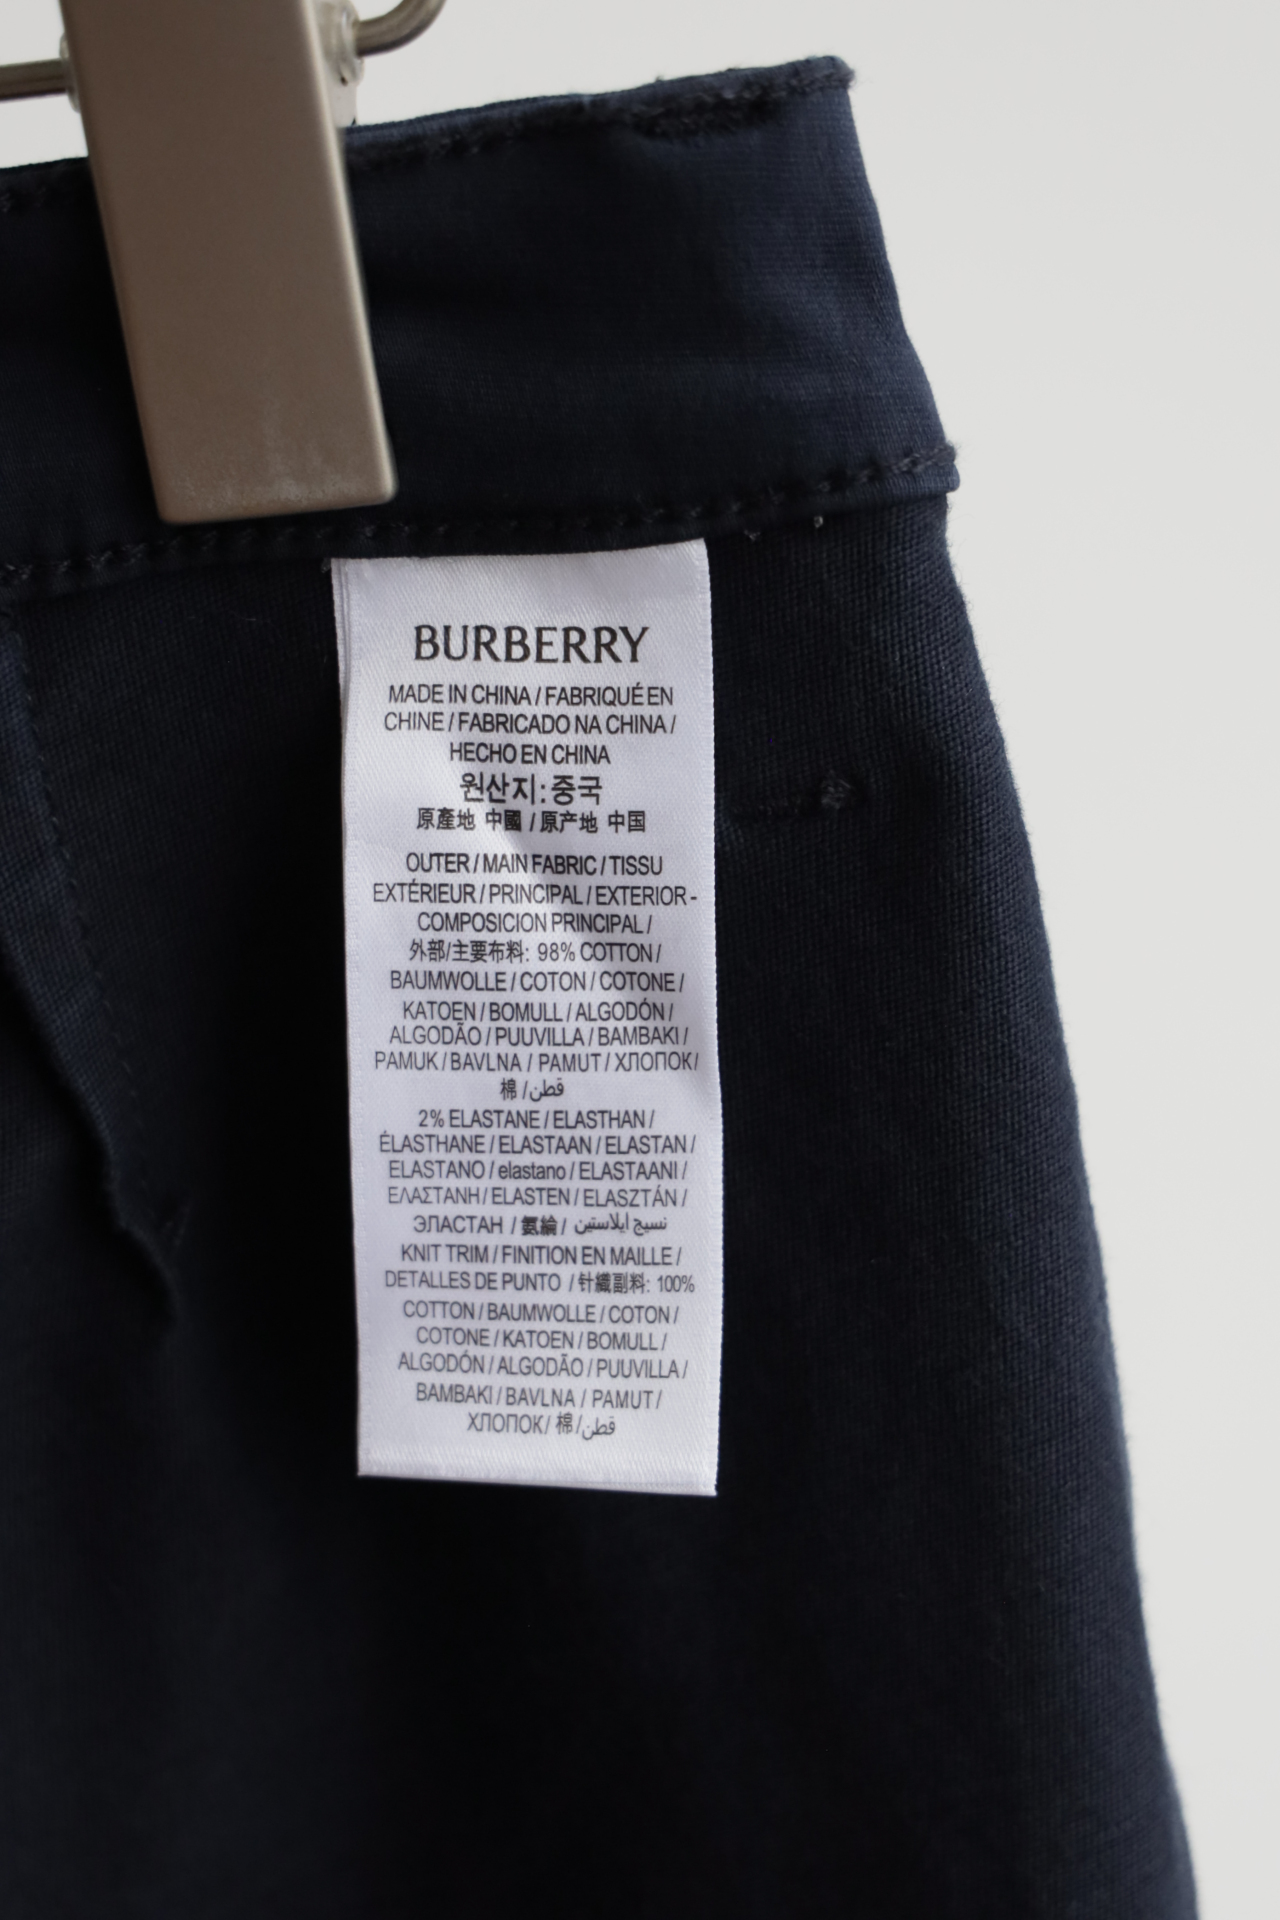 BURBERRY
MADE IN CHINA / FABRIQUÉ EN
CHINE / FABRICADO NA CHINA /
HECHO EN CHINA
원산지: 중국
原產地 中國 / 原产地 中国
OUTER / MAIN FABRIC / TISSU
EXTÉRIEUR / PRINCIPAL / EXTERIOR -
COMPOSICION PRINCIPAL /
外部/主要布料: 98% COTTON /
BAUMWOLLE / COTON / COTONE /
KATOEN / BOMULL / ALGODÓN /
ALGODÃO / PUUVILLA / BAMBAKI /
PAMUK / BAVLNA / PAMUT / ХЛОПОК/
棉 / قطن
2% ELASTANE / ELASTHAN /
ÉLASTHANE / ELASTAAN / ELASTAN /
ELASTANO / elastano / ELASTAANI /
ΕΛΑΣΤΑΝΗ / ELASTEN / ELASZTÁN /
ЭЛАСТАН / 氨綸 / نسيج ايلاستين
KNIT TRIM / FINITION EN MAILLE /
DETALLES DE PUNTO / 针織副料: 100%
COTTON / BAUMWOLLE / COTON /
COTONE / KATOEN / BOMULL /
ALGODÓN / ALGODÃO / PUUVILLA /
BAMBAKI / BAVLNA / PAMUT /
ХЛОПОК/ 棉 / قطن